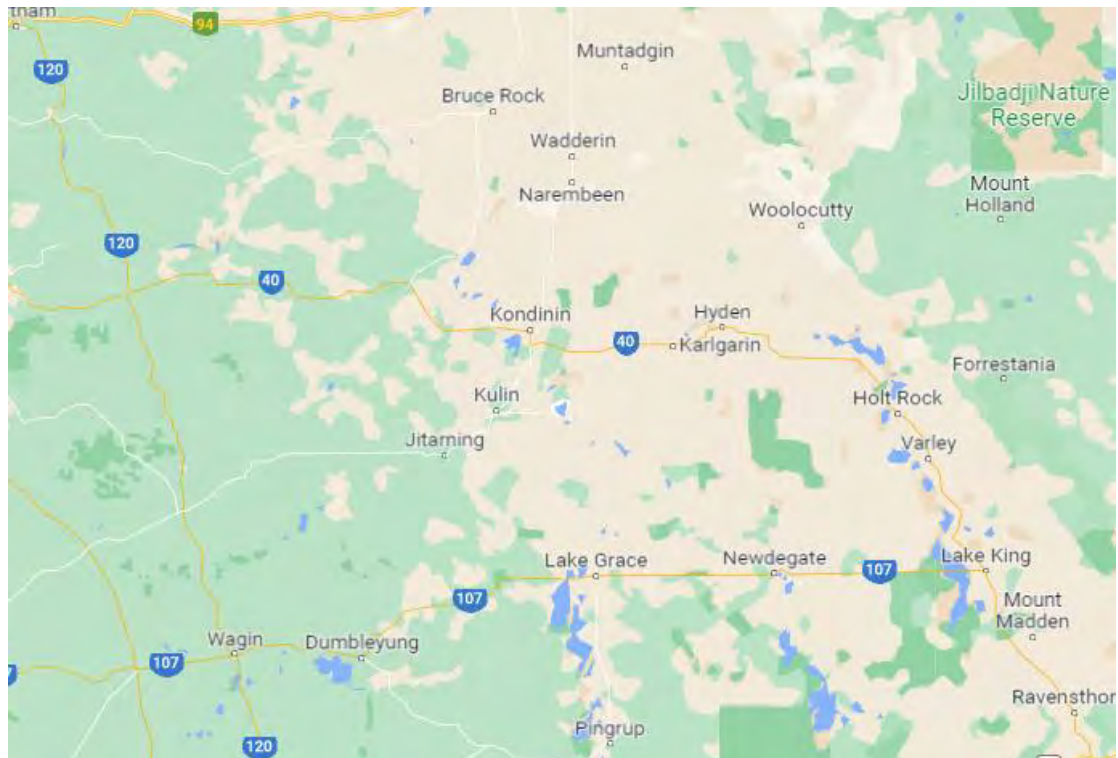 tham
94
Muntadgin
120
Bruce Rock
Jilbadji Nature
Reserve
Wadderin
Narembeen
Mount
Holland
Woolocutty
120
40
Kondinin
Hyden
40
Karlgarin
Forrestania
Kulin
Holt Rock
Jitarning
Varley
Lake Grace
Newdegate
107
Lake King
107
Mount
Madden
Wagin
Dumbleyung
107
Ravensthor
Pingrup
120